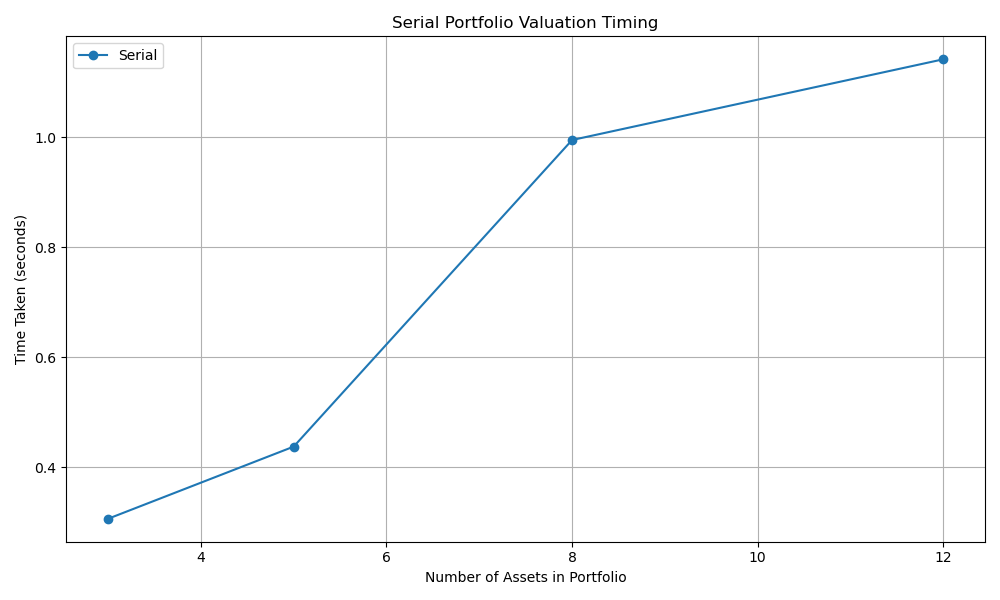 Serial Portfolio Valuation Timing
Serial
Time Taken (seconds)
1.0
0.8
0.6
0.4
4 6 8 10 12
Number of Assets in Portfolio